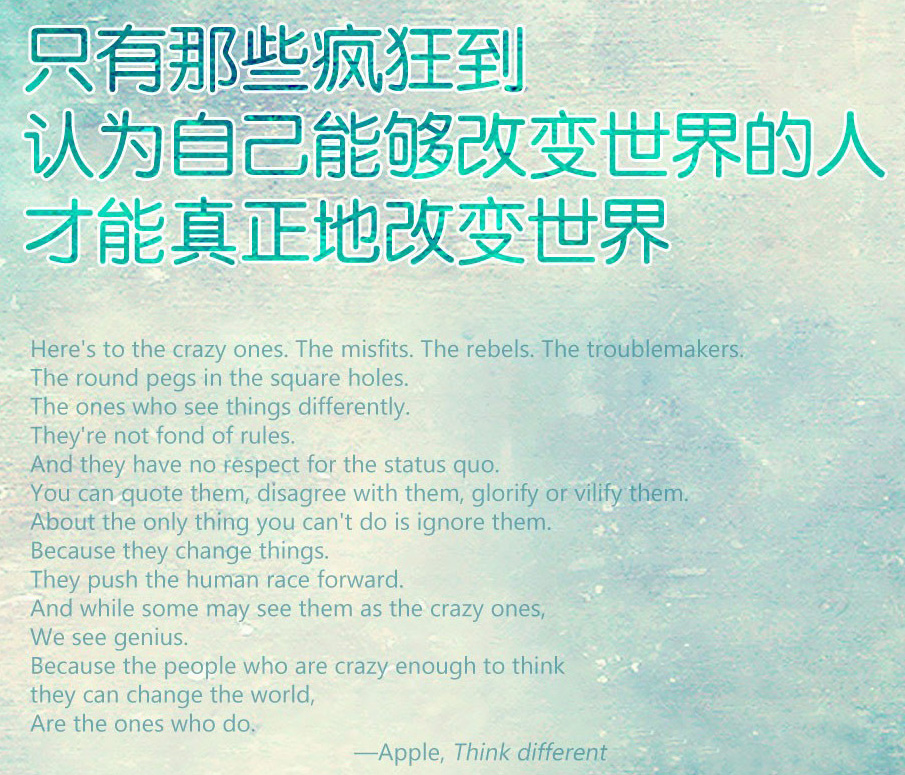 只有那些疯狂到
认为自己能够改变世界的人
才能真正地改变世界
Here's to the crazy ones. The misfits. The rebels. The troublemakers.
The round pegs in the square holes.
The ones who see things differently.
They're not fond of rules.
And they have no respect for the status quo.
You can quote them, disagree with them, glorify or vilify them.
About the only thing you can't do is ignore them.
Because they change things.
They push the human race forward.
And while some may see them as the crazy ones,
We see genius.
Because the people who are crazy enough to think
they can change the world,
Are the ones who do.
—Apple, Think different